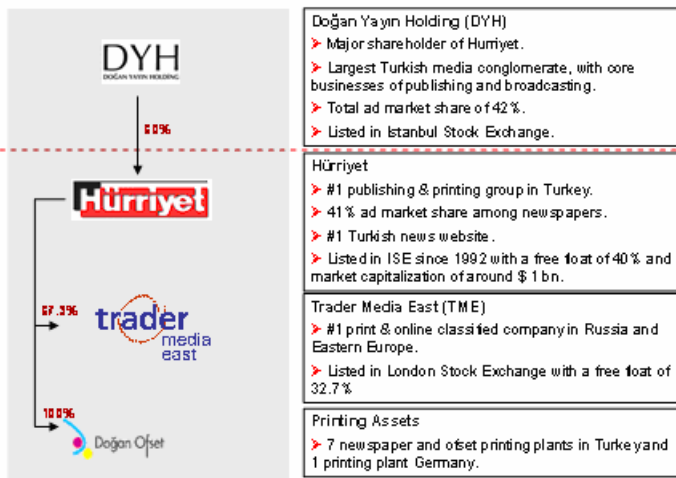 DYH
DOĞAN YAYIN HOLDİNG
60%
Hürriyet
67.3%
trader
media
east
100%
Doğan Ofset
Doğan Yayın Holding (DYH)
➢ Major shareholder of Hurriyet.
➢ Largest Turkish media conglomerate, with core
businesses of publishing and broadcasting.
➢ Total ad market share of 42%.
➢ Listed in Istanbul Stock Exchange.
Hürriyet
➢ #1 publishing & printing group in Turkey.
➢ 41% ad market share among newspapers.
➢ #1 Turkish news website.
➢ Listed in ISE since 1992 with a free float of 40% and
market capitalization of around $ 1 bn.
Trader Media East (TME)
➢ #1 print & online classified company in Russia and
Eastern Europe.
➢ Listed in London Stock Exchange with a free float of
32.7%
Printing Assets
➢ 7 newspaper and ofset printing plants in Turkey and
1 printing plant Germany.